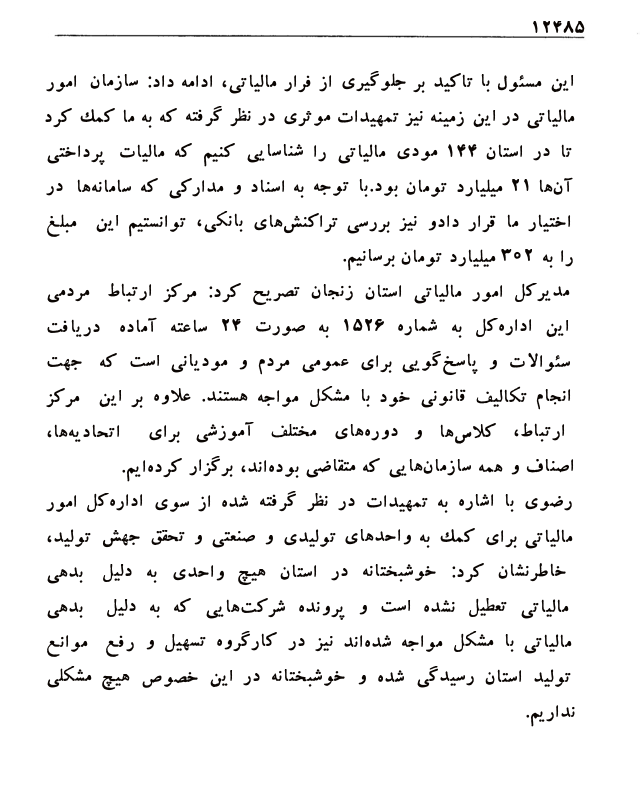 ۱۲۴۸۵
این مسئول با تاکید بر جلوگیری از فرار مالیاتی، ادامه داد: سازمان امور
مالیاتی در این زمینه نیز تمهیدات موثری در نظر گرفته که به ما کمك کرد
تا در استان ۱۴۴ مودی مالیاتی را شناسایی کنیم که مالیات پرداختی
آن‌ها ۲۱ میلیارد تومان بود.با توجه به اسناد و مدارکی که سامانه‌ها در
اختیار ما قرار دادو نیز بررسی تراکنش‌های بانکی، توانستیم این مبلغ
را به ۳۰۲ میلیارد تومان برسانیم.
مدیرکل امور مالیاتی استان زنجان تصریح کرد: مرکز ارتباط مردمی
این اداره‌کل به شماره ۱۵۲۶ به صورت ۲۴ ساعته آماده دریافت
سئوالات و پاسخ‌گویی برای عمومی مردم و مودیانی است که جهت
انجام تکالیف قانونی خود با مشکل مواجه هستند. علاوه بر این مرکز
ارتباط، کلاس‌ها و دوره‌های مختلف آموزشی برای اتحادیه‌ها،
اصناف و همه سازمان‌هایی که متقاضی بوده‌اند، برگزار کرده‌ایم.
رضوی با اشاره به تمهیدات در نظر گرفته شده از سوی اداره‌کل امور
مالیاتی برای کمك به واحدهای تولیدی و صنعتی و تحقق جهش تولید،
خاطرنشان کرد: خوشبختانه در استان هیچ واحدی به دلیل بدهی
مالیاتی تعطیل نشده است و پرونده شرکت‌هایی که به دلیل بدهی
مالیاتی با مشکل مواجه شده‌اند نیز در کارگروه تسهیل و رفع موانع
تولید استان رسیدگی شده و خوشبختانه در این خصوص هیچ مشکلی
نداریم.